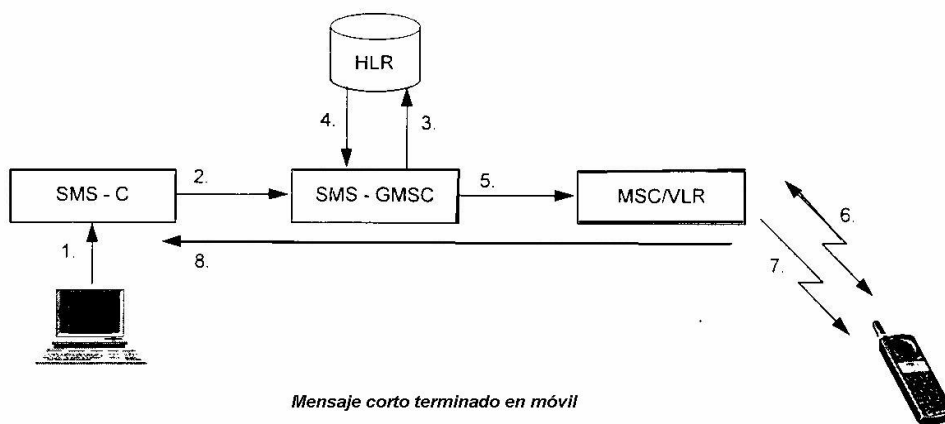 HLR
4.
3.
SMS - C
2.
SMS - GMSC
5.
MSC/VLR
1.
8.
6.
7.
Mensaje corto terminado en móvil